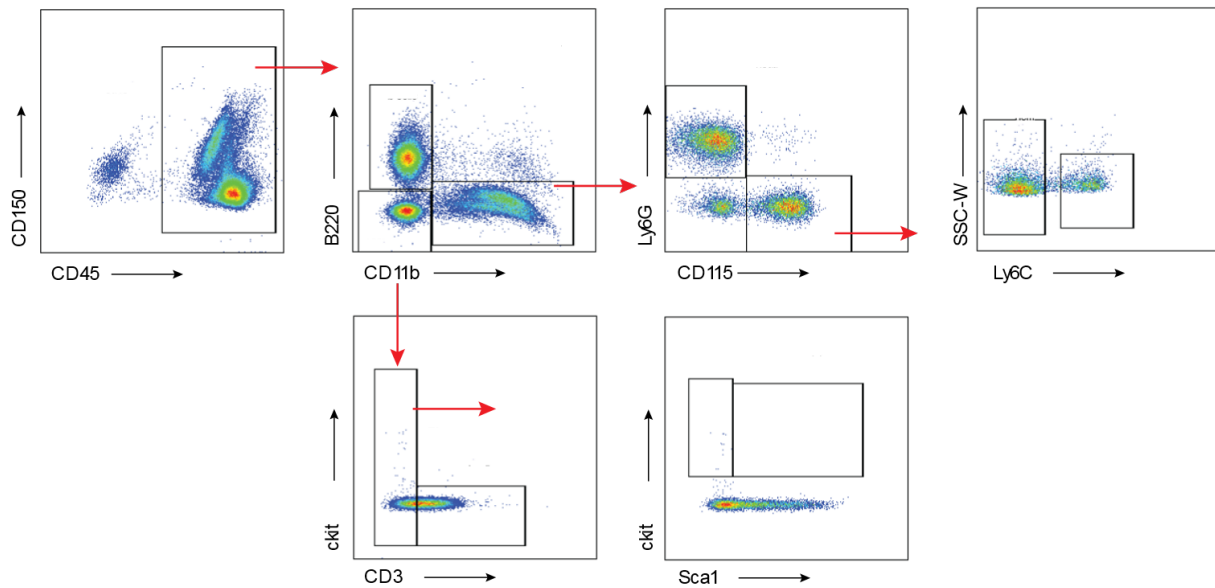 CD150
CD45
B220
CD11b
Ly6G
CD115
SSC-W
Ly6C
ckit
CD3
ckit
Sca1